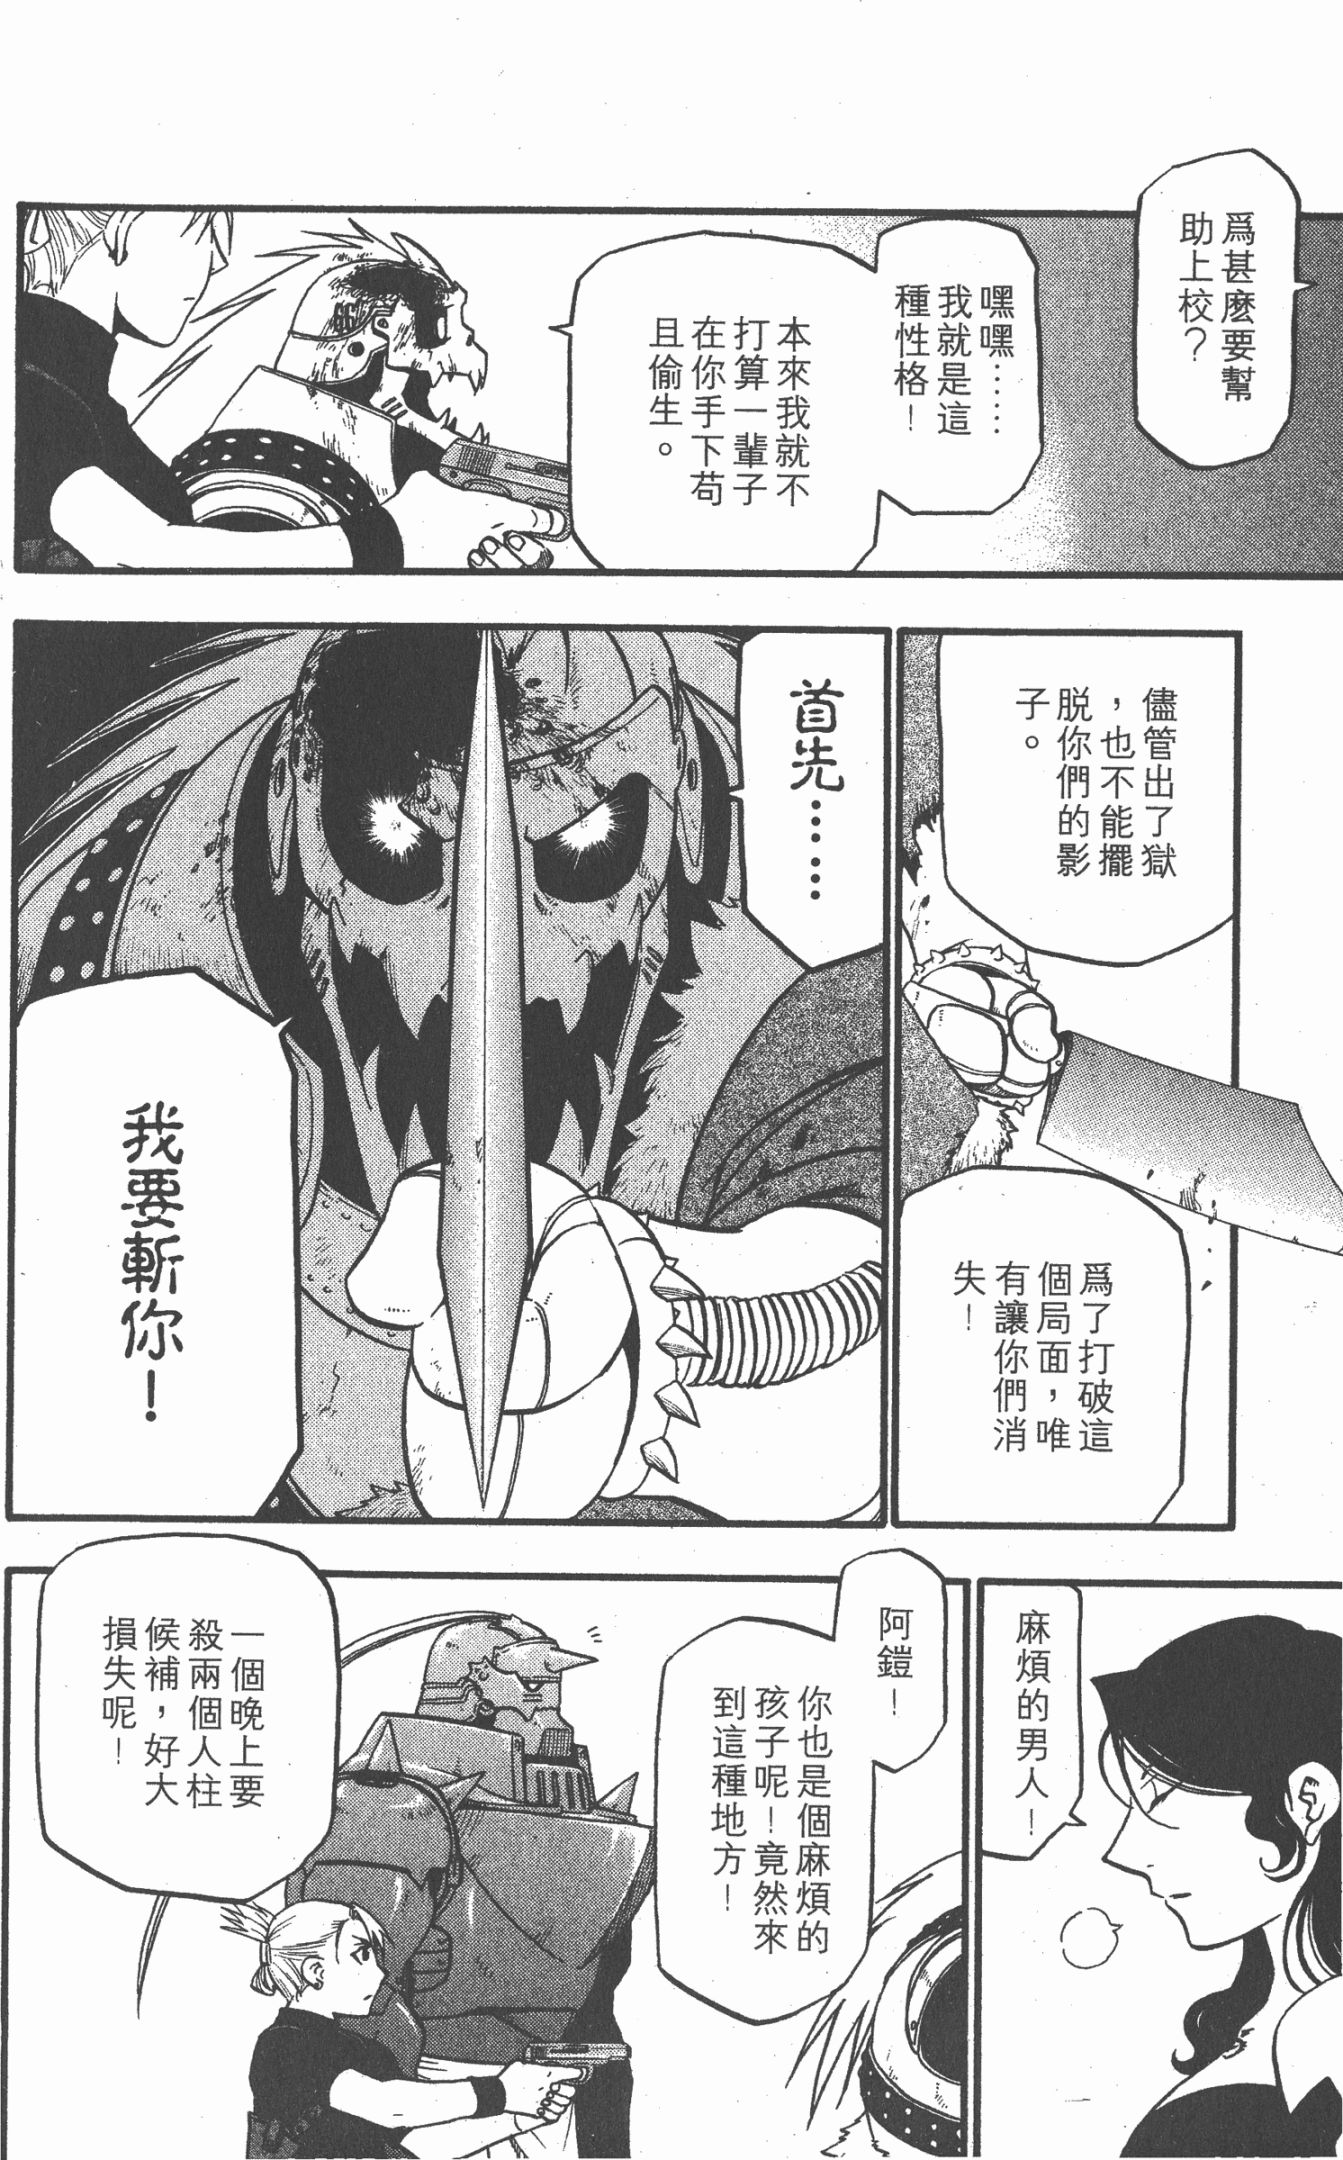 爲甚麽要幫
助上校？
嘿嘿……
我就是這
種性格！
本來我就不
打算一輩子
在你手下苟
且偷生。
66
儘管出了獄
，也不能擺
脱你們的影
子。
爲了打破這
個局面，唯
有讓你們消
失！
首先……
我要斬你！
麻煩的男人！
阿鎧！
你也是個麻煩的
孩子呢！竟然來
到這種地方！
一個晚上要
殺兩個人柱
候補，好大
損失呢！